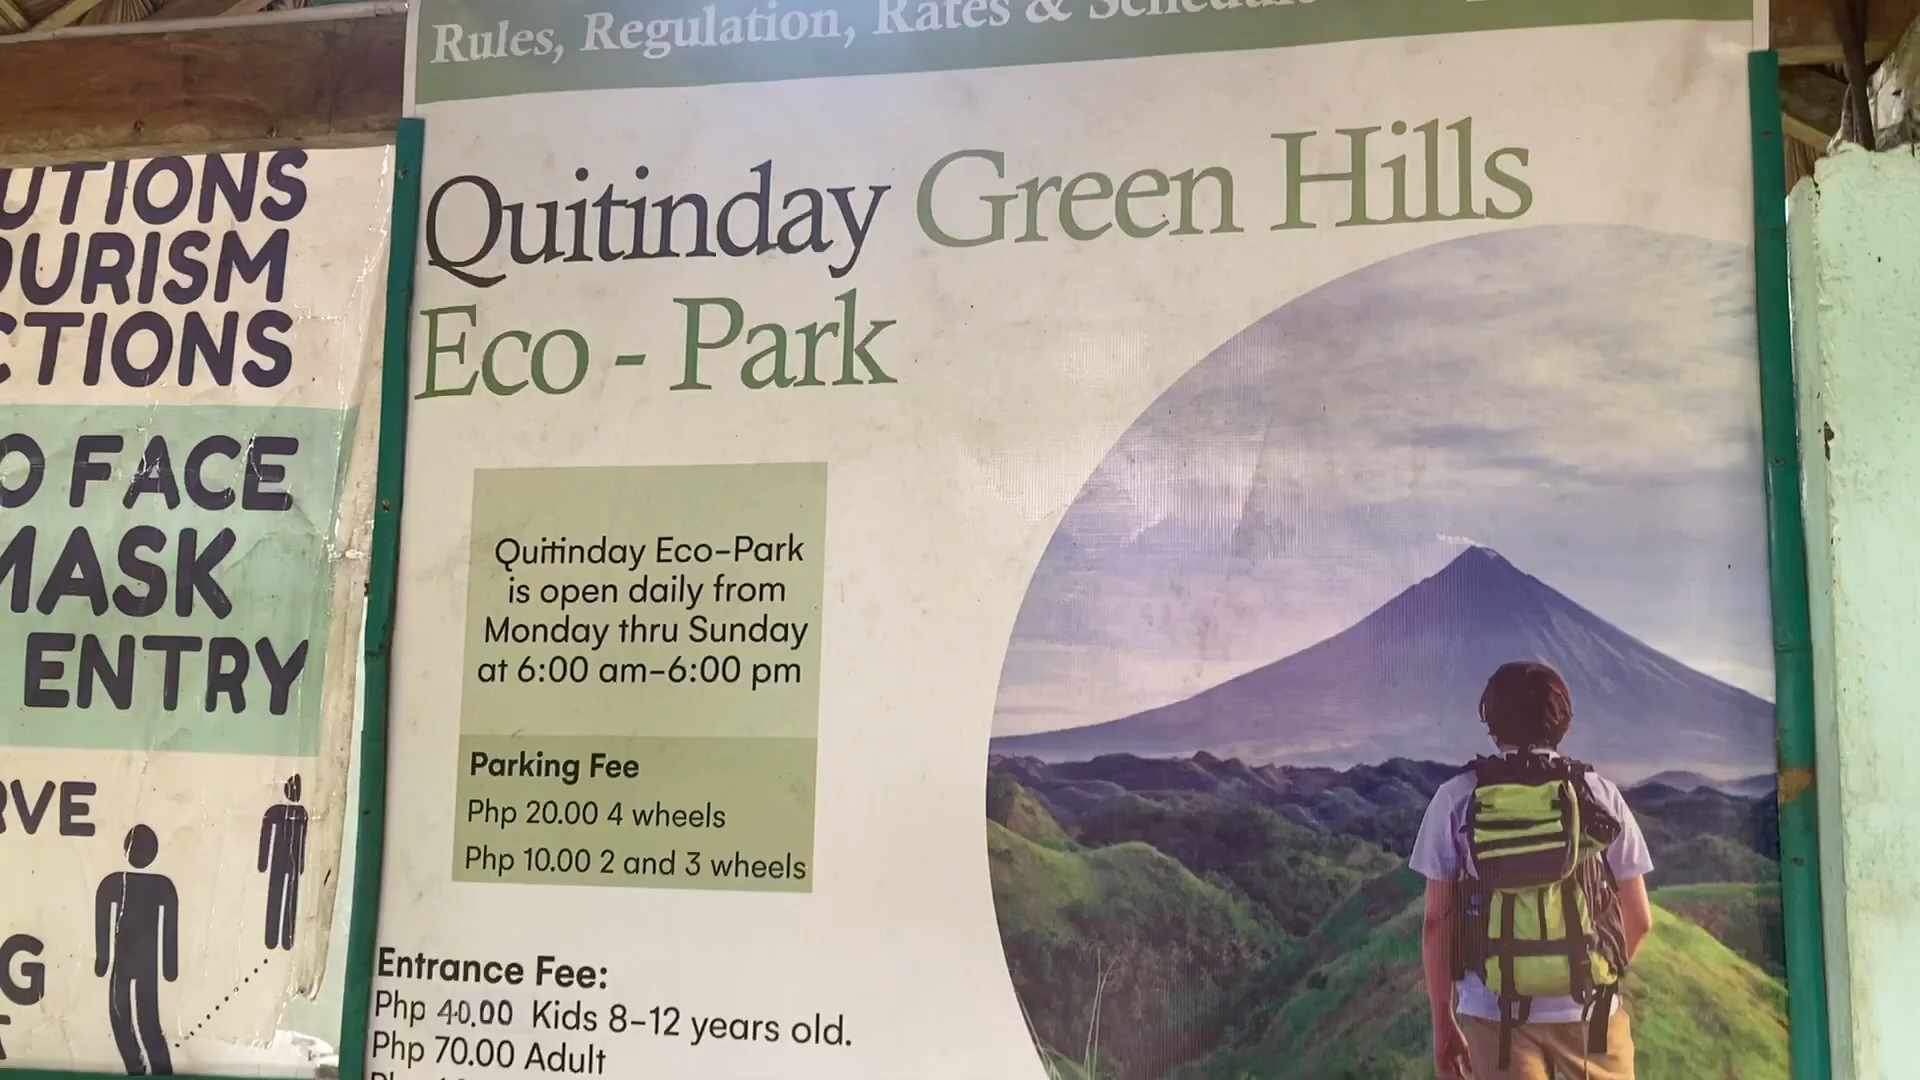 Rules, Regulation, Rates &
Quitinday Green Hills
Eco - Park
Quitinday Eco-Park
is open daily from
Monday thru Sunday
at 6:00 am-6:00 pm
Parking Fee
Php 20.00 4 wheels
Php 10.00 2 and 3 wheels
Entrance Fee:
Php 40.00 Kids 8-12 years old.
Php 70.00 Adult
UTIONS
OURISM
CTIONS
O FACE
MASK
ENTRY
RVE
G